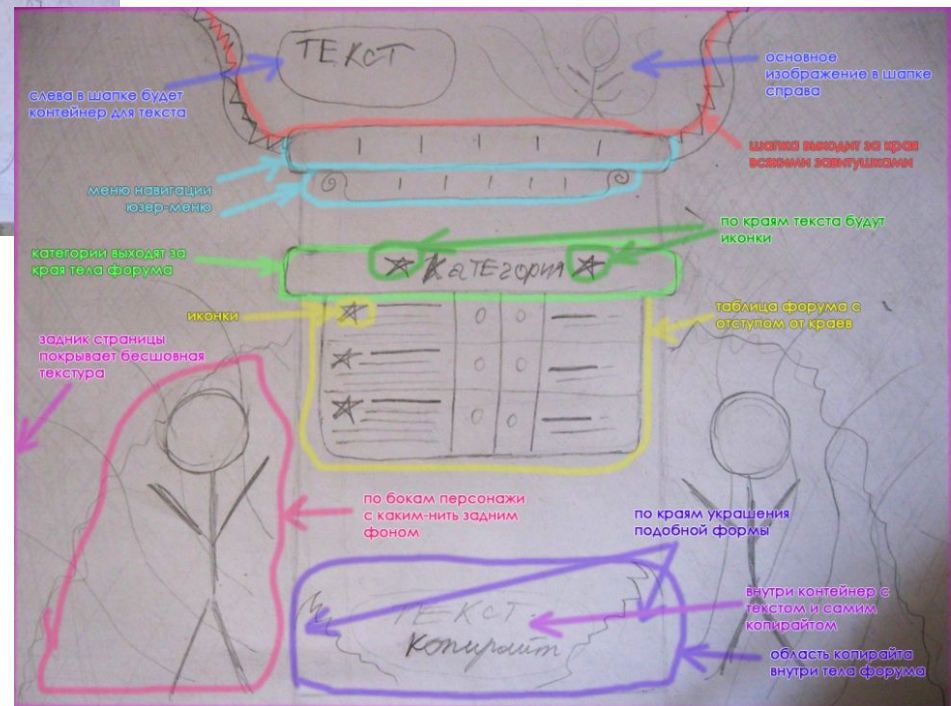 ТЕКСТ
основное
изображение в шапке
справа
слева в шапке будет
контейнер для текста
шапка выходит за края
всякими завитушками
меню навигации
юзер-меню
по краям текста будут
иконки
категории выходят за
края тела форума
Категория
иконки
таблица форума с
отступом от краев
задник страницы
покрывает бесшовная
текстура
по бокам персонажи
с каким-нить задним
фоном
по краям украшения
подобной формы
ТЕКСТ
копирайт
внутри контейнер с
текстом и самим
копирайтом
область копирайта
внутри тела форума